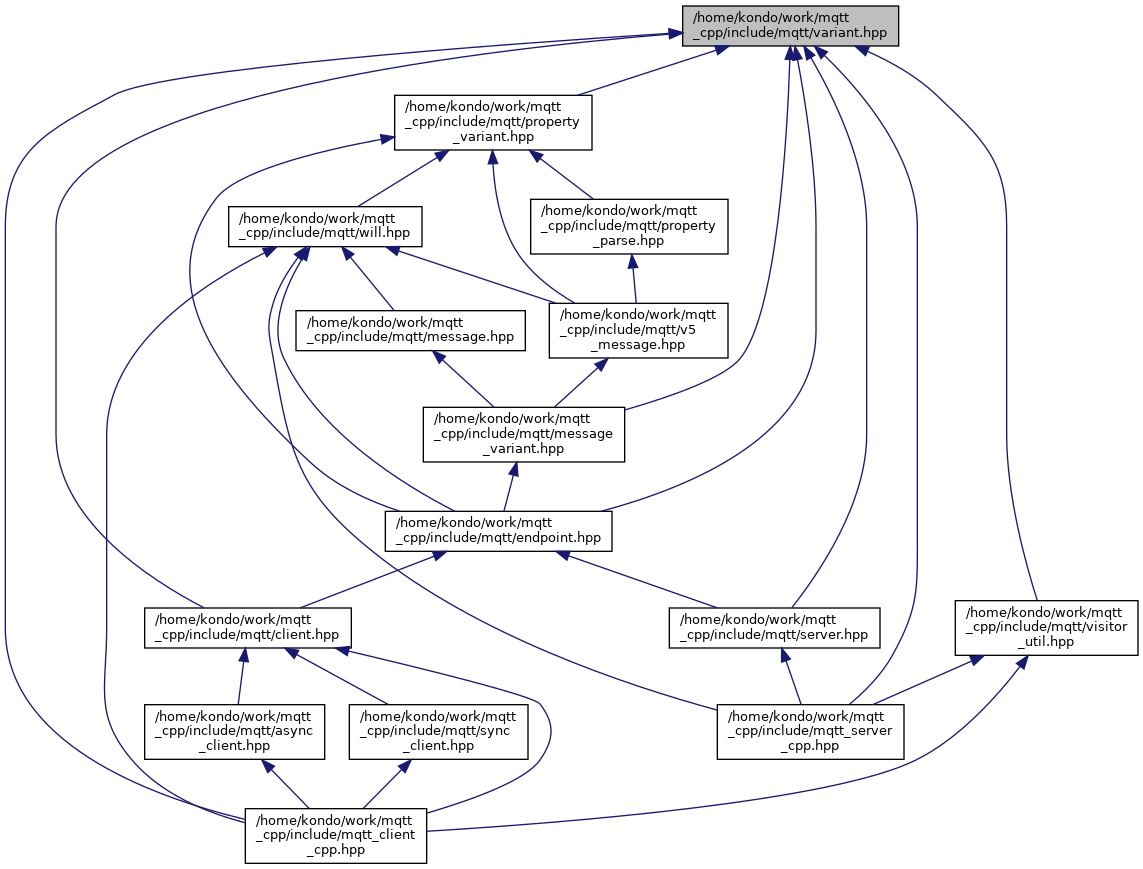 /home/kondo/work/mqtt
_cpp/include/mqtt/variant.hpp
/home/kondo/work/mqtt
_cpp/include/mqtt/property
_variant.hpp
/home/kondo/work/mqtt
_cpp/include/mqtt/will.hpp
/home/kondo/work/mqtt
_cpp/include/mqtt/property
_parse.hpp
/home/kondo/work/mqtt
_cpp/include/mqtt/message.hpp
/home/kondo/work/mqtt
_cpp/include/mqtt/v5
_message.hpp
/home/kondo/work/mqtt
_cpp/include/mqtt/message
_variant.hpp
/home/kondo/work/mqtt
_cpp/include/mqtt/endpoint.hpp
/home/kondo/work/mqtt
_cpp/include/mqtt/client.hpp
/home/kondo/work/mqtt
_cpp/include/mqtt/server.hpp
/home/kondo/work/mqtt
_cpp/include/mqtt/visitor
_util.hpp
/home/kondo/work/mqtt
_cpp/include/mqtt/async
_client.hpp
/home/kondo/work/mqtt
_cpp/include/mqtt/sync
_client.hpp
/home/kondo/work/mqtt
_cpp/include/mqtt_server
_cpp.hpp
/home/kondo/work/mqtt
_cpp/include/mqtt_client
_cpp.hpp